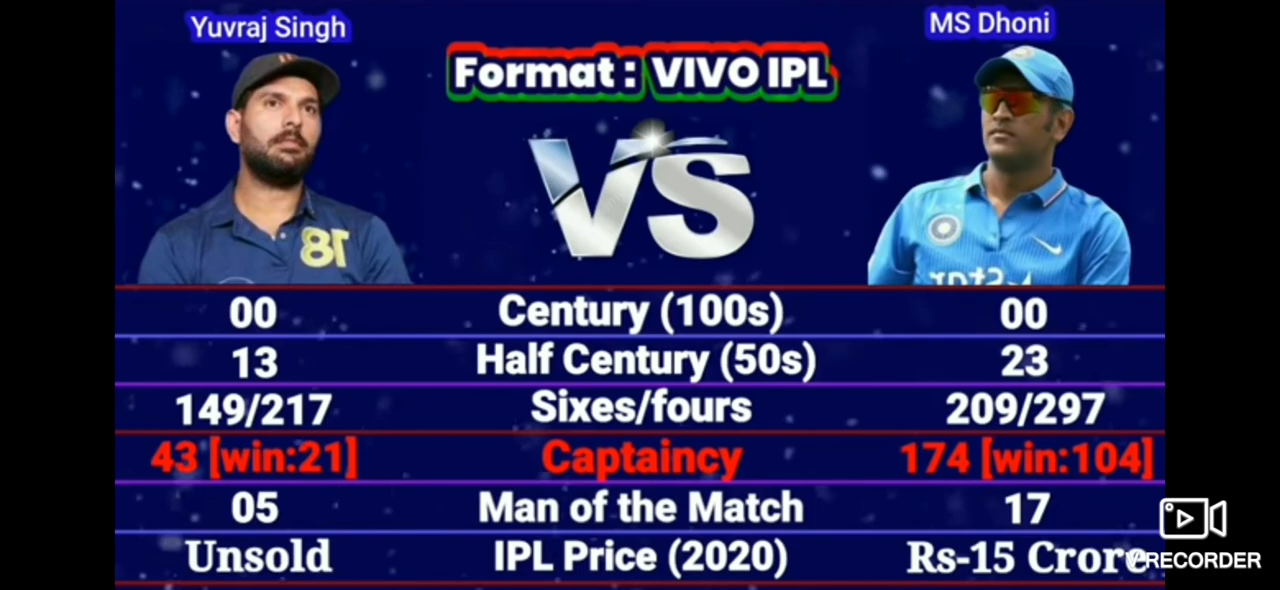 Yuvraj Singh
MS Dhoni
Format : VIVO IPL
VS
81
Star
00 Century (100s) 00
13 Half Century (50s) 23
149/217 Sixes/fours 209/297
43 [win:21] Captaincy 174 [win:104]
05 Man of the Match 17
Unsold IPL Price (2020) Rs-15 Crore
V RECORDER